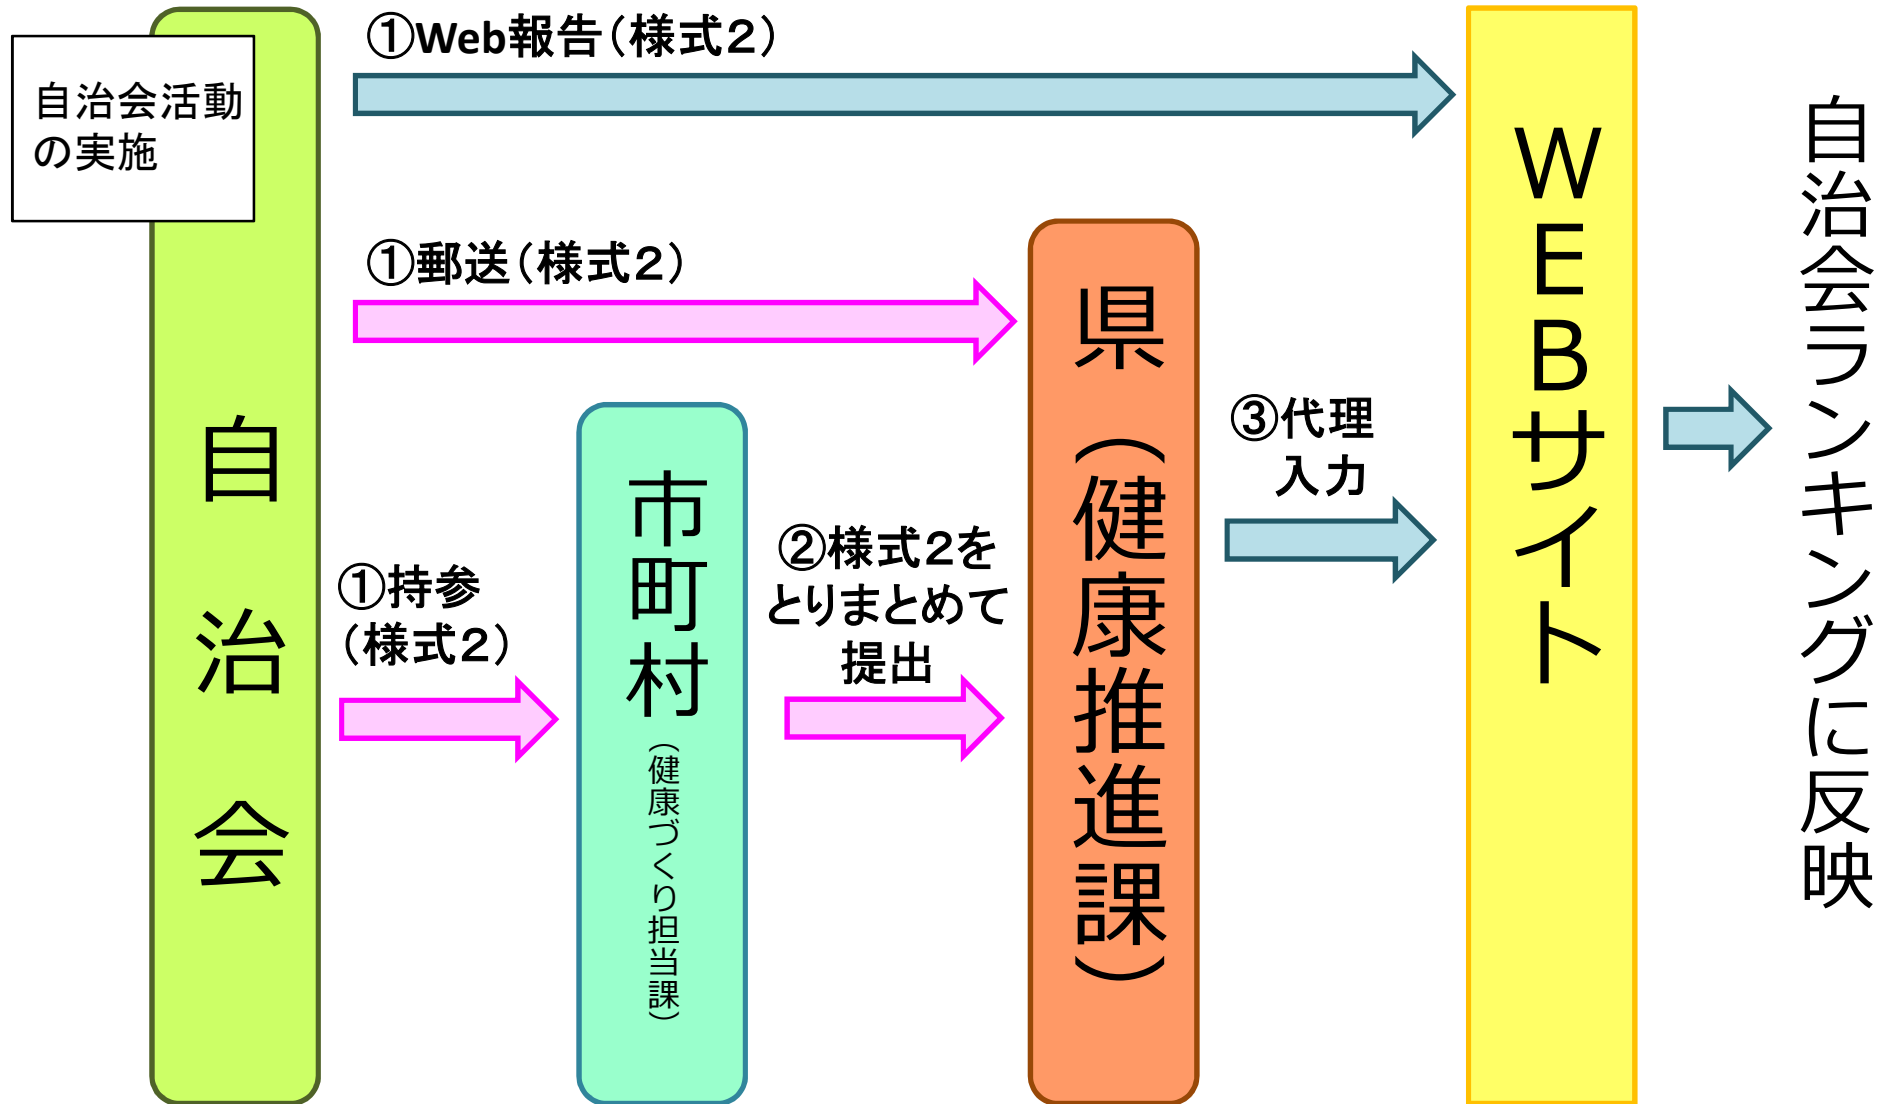 自治会活動
の実施
自治会
①Web報告（様式２）
①郵送（様式２）
①持参
（様式２）
市町村（健康づくり担当課）
②様式２を
とりまとめて
提出
県（健康推進課）
③代理
入力
ＷＥＢサイト
自治会ランキングに反映